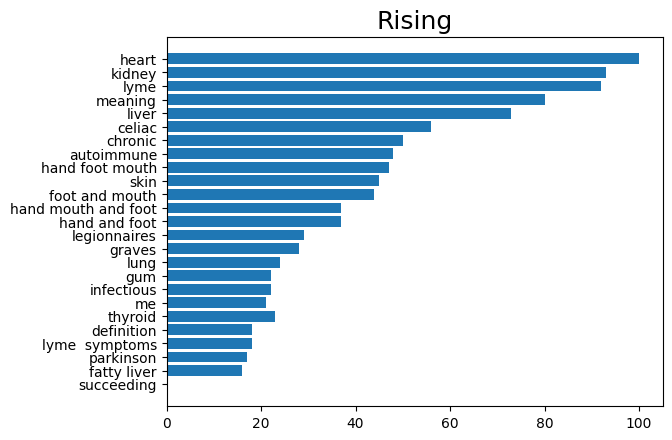 Rising
heart
kidney
lyme
meaning
liver
celiac
chronic
autoimmune
hand foot mouth
skin
foot and mouth
hand mouth and foot
hand and foot
legionnaires
graves
lung
gum
infectious
me
thyroid
definition
lyme  symptoms
parkinson
fatty liver
succeeding
0 20 40 60 80 100